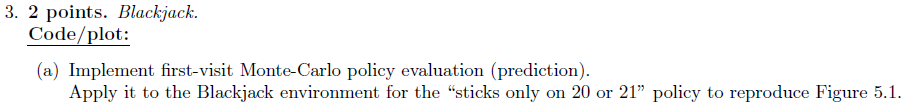 3. 2 points. Blackjack.
Code/plot:
(a) Implement first-visit Monte-Carlo policy evaluation (prediction).
Apply it to the Blackjack environment for the “sticks only on 20 or 21” policy to reproduce Figure 5.1.